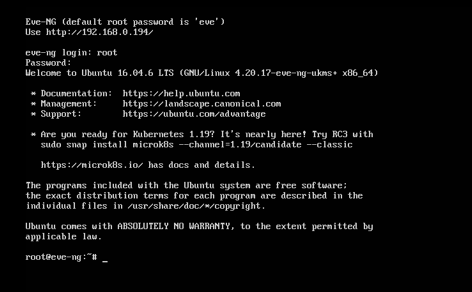 Eve-NG (default root password is 'eve')
Use http://192.168.0.194/
eve-ng login: root
Password:
Welcome to Ubuntu 16.04.6 LTS (GNU/Linux 4.20.17-eve-ng-ukms+ x86_64)
* Documentation:  https://help.ubuntu.com
* Management:     https://landscape.canonical.com
* Support:        https://ubuntu.com/advantage
* Are you ready for Kubernetes 1.19? It's nearly here! Try RC3 with
sudo snap install microk8s --channel=1.19/candidate --classic
https://microk8s.io/ has docs and details.
The programs included with the Ubuntu system are free software;
the exact distribution terms for each program are described in the
individual files in /usr/share/doc/*/copyright.
Ubuntu comes with ABSOLUTELY NO WARRANTY, to the extent permitted by
applicable law.
root@eve-ng:~# _